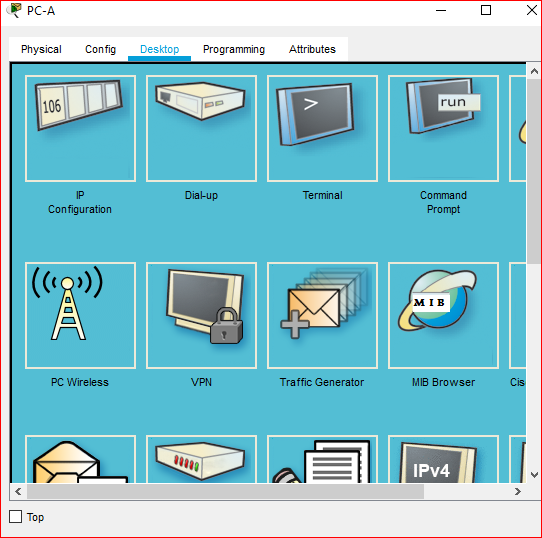 PC-A
Physical Config Desktop Programming Attributes
106
>
run
IP
Configuration
Dial-up
Terminal
Command
Prompt
MIB
PC Wireless
VPN
Traffic Generator
MIB Browser
Cis
IPv4
Top